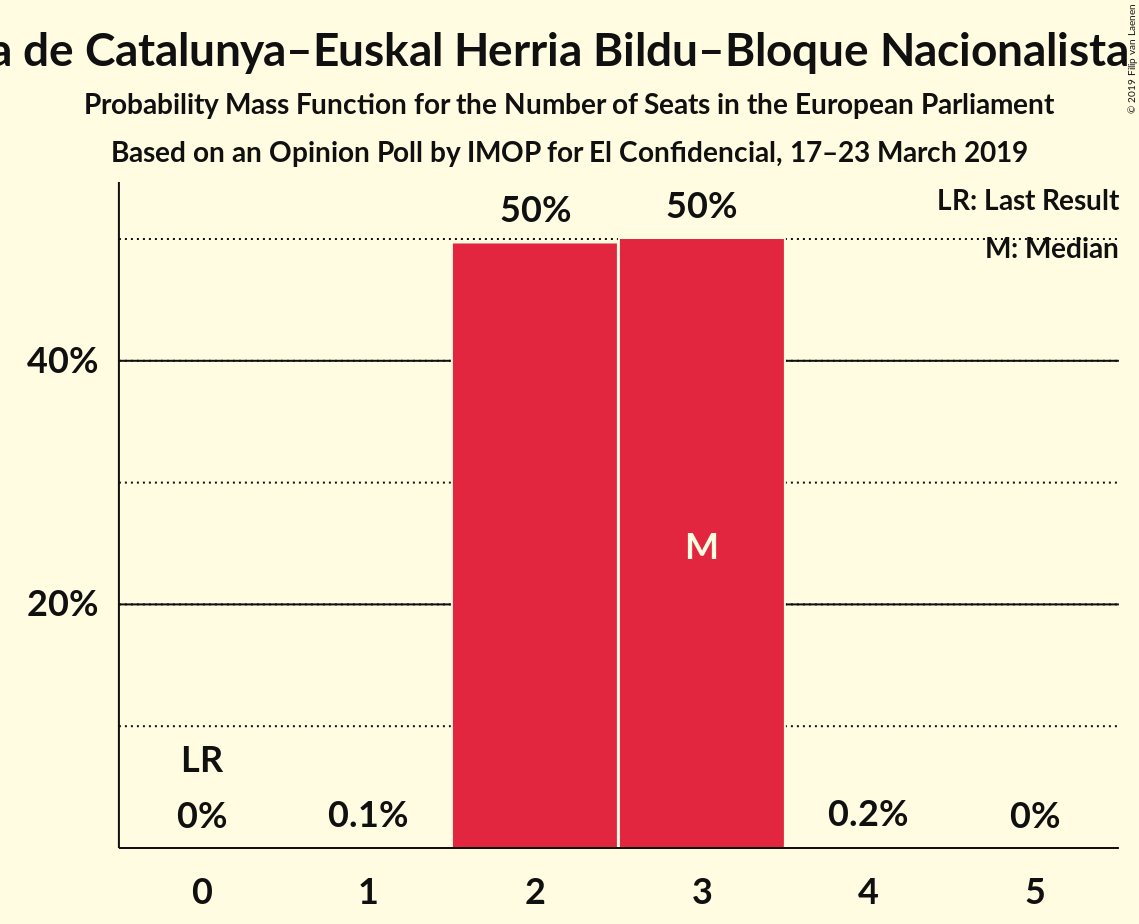 a de Catalunya–Euskal Herria Bildu–Bloque Nacionalista
Probability Mass Function for the Number of Seats in the European Parliament
Based on an Opinion Poll by IMOP for El Confidencial, 17–23 March 2019
© 2019 Filip van Laenen
LR: Last Result
M: Median
50% 50%
40%
M
20%
LR
0% 0.1% 0.2% 0%
0 1 2 3 4 5